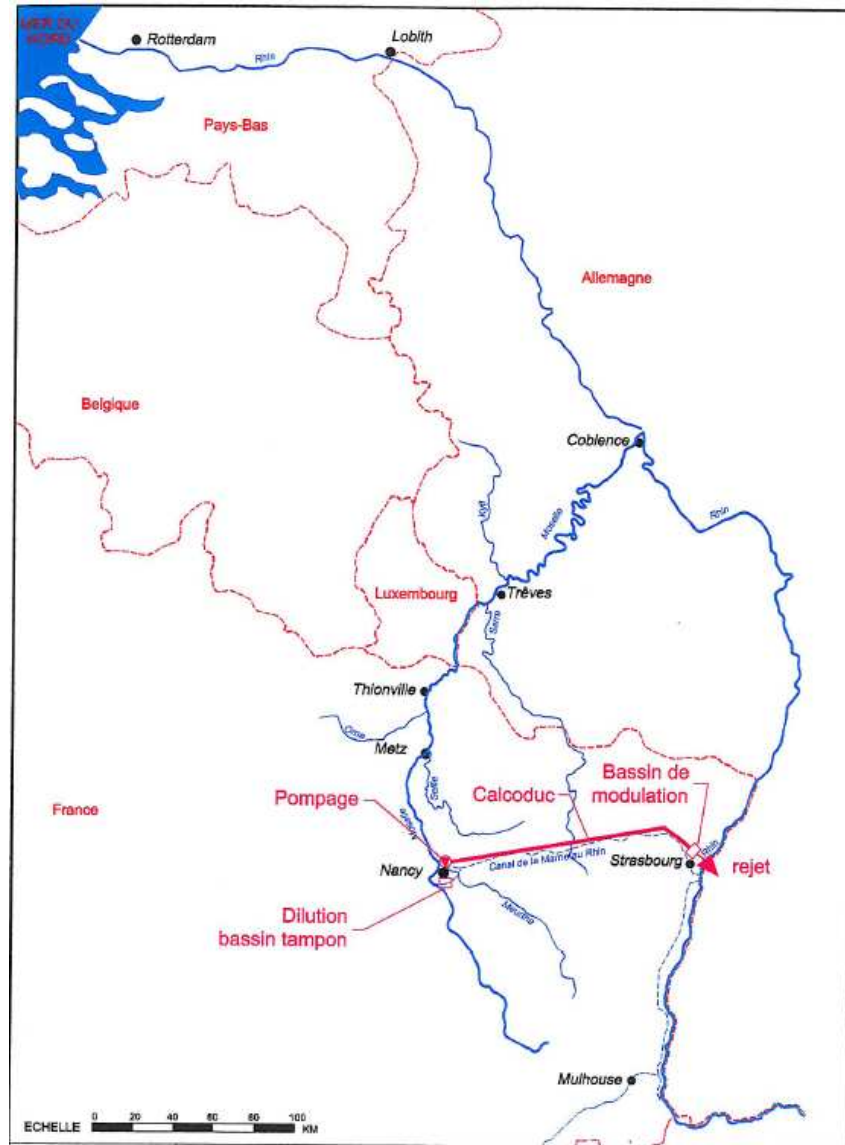 MER DU
NORD
Rotterdam
Lobith
Rhin
Pays-Bas
Allemagne
Belgique
Coblence
Kyll
Moselle
Rhin
Luxembourg
Trêves
Sarre
Thionville
Orne
Metz
Seille
Bassin de
modulation
Pompage
Calcoduc
France
Moselle
Rhin
Canal de la Marne au Rhin
Strasbourg
rejet
Nancy
Dilution
bassin tampon
Meurthe
Mulhouse
ECHELLE
0 20 40 60 80 100
KM